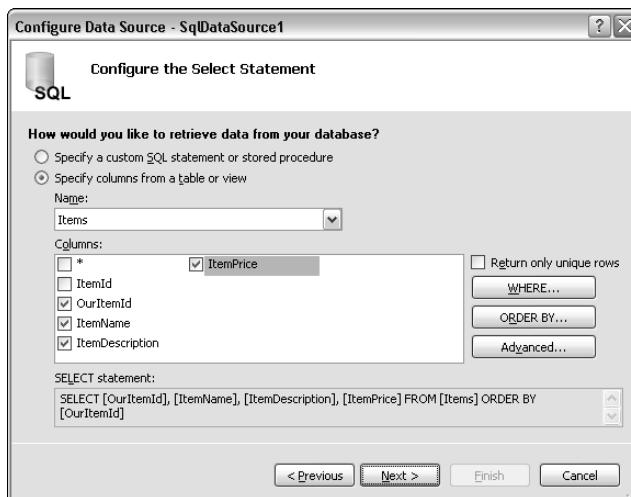 Configure Data Source - SqlDataSource1
SQL
Configure the Select Statement
How would you like to retrieve data from your database?
Specify a custom SQL statement or stored procedure
Specify columns from a table or view
Name:
Items
Columns:
*
ItemPrice
ItemId
OurItemId
ItemName
ItemDescription
Return only unique rows
WHERE...
ORDER BY...
Advanced...
SELECT statement:
SELECT [OurItemId], [ItemName], [ItemDescription], [ItemPrice] FROM [Items] ORDER BY
[OurItemId]
< Previous
Next >
Finish
Cancel